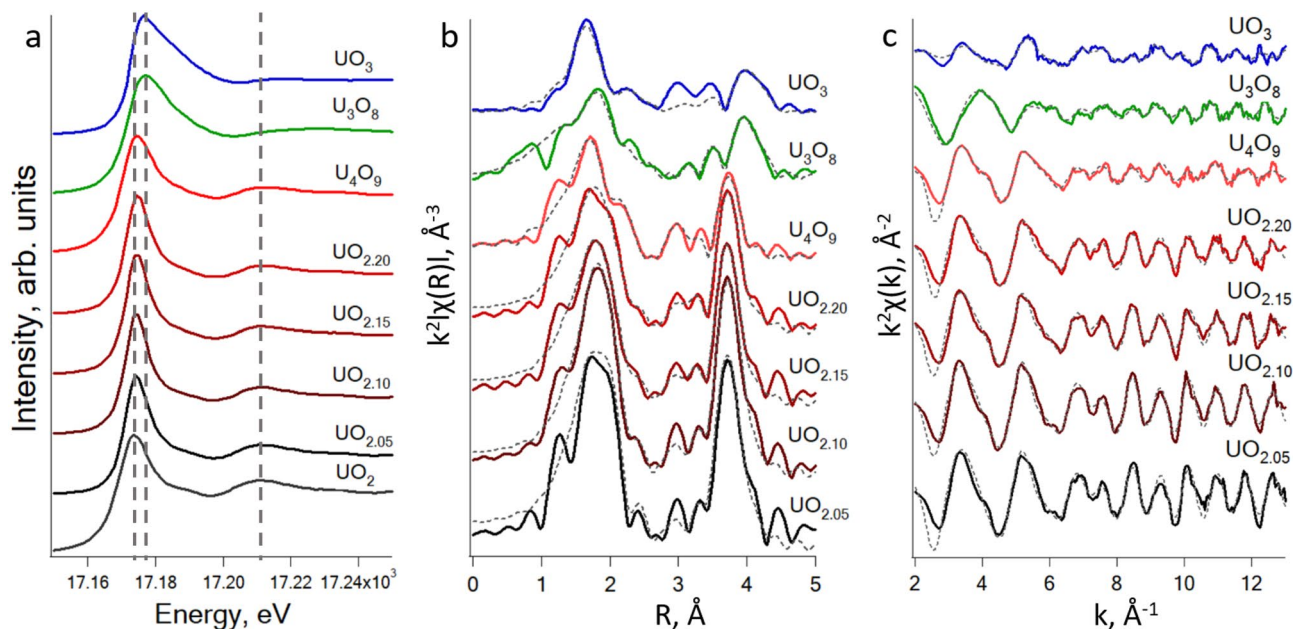 a
Intensity, arb. units
UO3
U3O8
U4O9
UO2.20
UO2.15
UO2.10
UO2.05
UO2
17.16
17.18
17.20
17.22
17.24x10³
Energy, eV
b
k²|χ(R)|, Å⁻³
UO3
U3O8
U4O9
UO2.20
UO2.15
UO2.10
UO2.05
0
1
2
3
4
5
R, Å
c
k²χ(k), Å⁻²
UO3
U3O8
U4O9
UO2.20
UO2.15
UO2.10
UO2.05
2
4
6
8
10
12
k, Å⁻¹